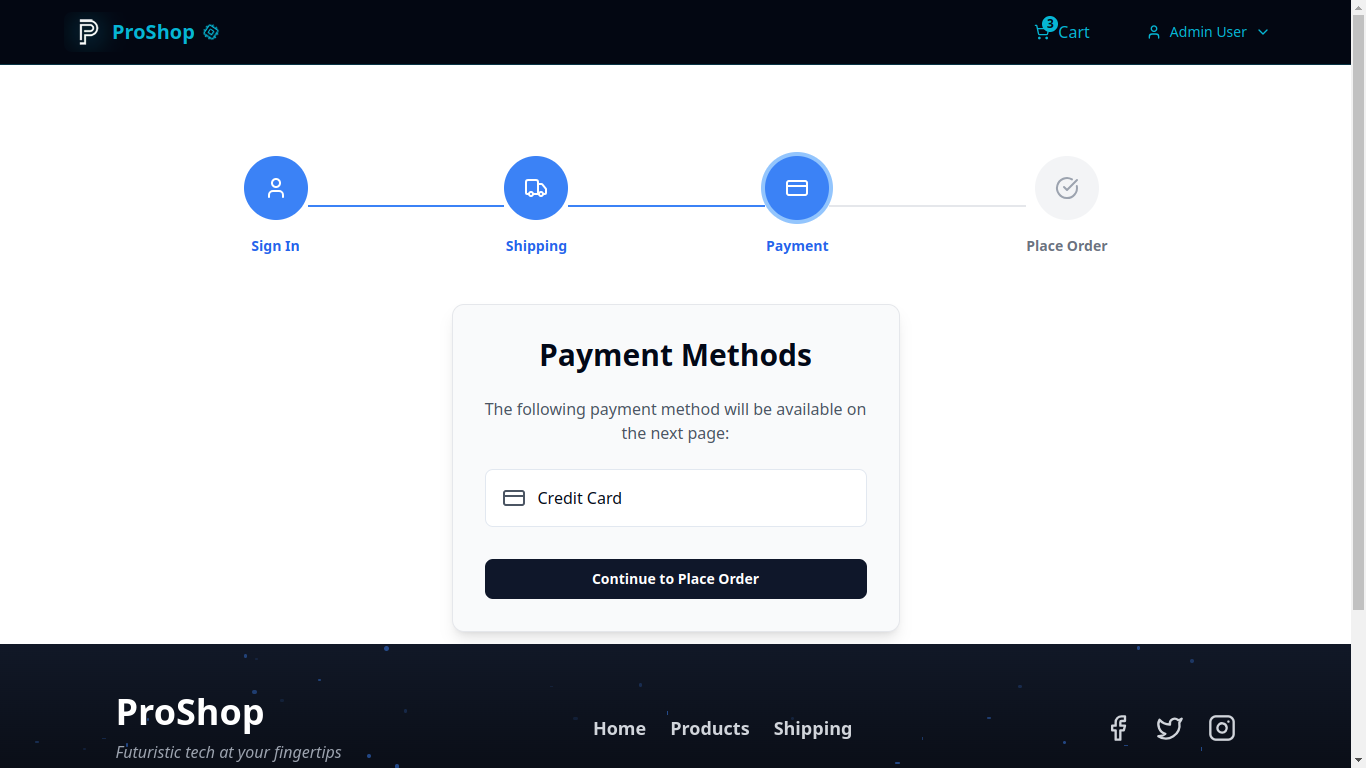 ProShop
3
Cart
Admin User
Sign In
Shipping
Payment
Place Order
Payment Methods
The following payment method will be available on
the next page:
Credit Card
Continue to Place Order
ProShop
Futuristic tech at your fingertips
Home
Products
Shipping